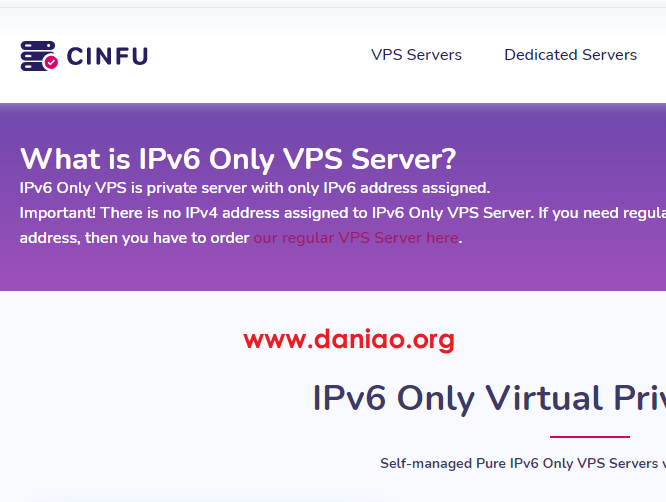 CINFU
VPS Servers
Dedicated Servers
What is IPv6 Only VPS Server?
IPv6 Only VPS is private server with only IPv6 address assigned.
Important! There is no IPv4 address assigned to IPv6 Only VPS Server. If you need regula
address, then you have to order our regular VPS Server here.
www.daniao.org
IPv6 Only Virtual Priv
Self-managed Pure IPv6 Only VPS Servers w